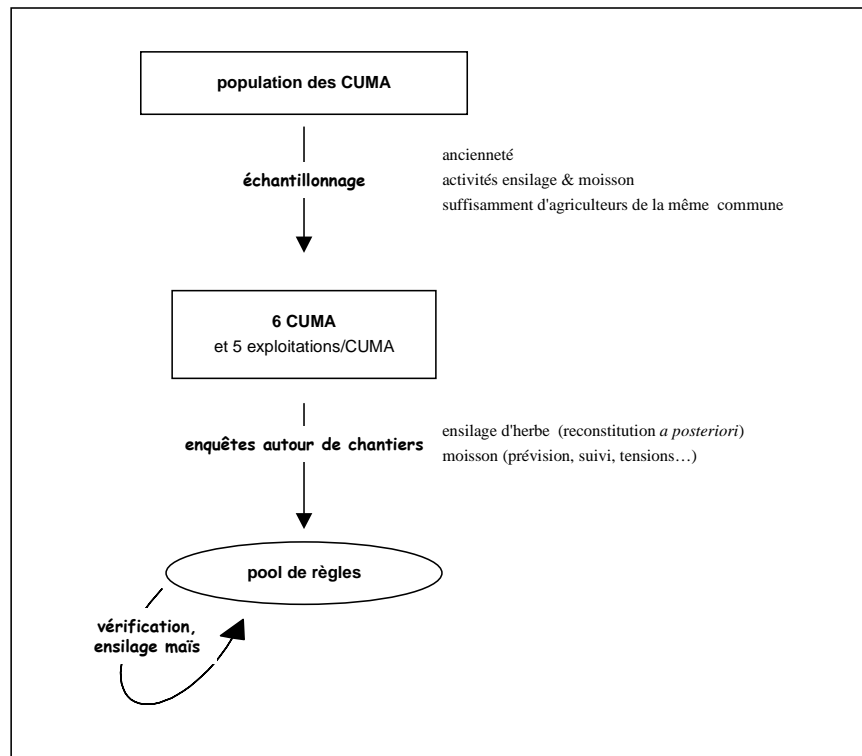 population des CUMA
échantillonnage
ancienneté
activités ensilage & moisson
suffisamment d'agriculteurs de la même commune
6 CUMA
et 5 exploitations/CUMA
enquêtes autour de chantiers
ensilage d'herbe (reconstitution a posteriori)
moisson (prévision, suivi, tensions…)
pool de règles
vérification,
ensilage maïs